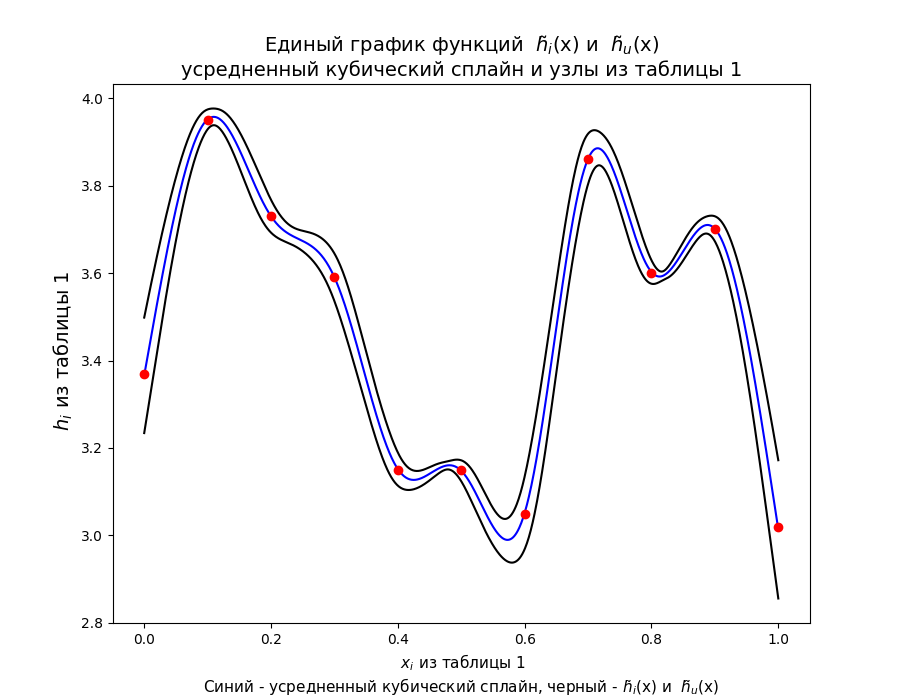 Единый график функций h̃ᵢ(x) и h̃ᵤ(x)
усредненный кубический сплайн и узлы из таблицы 1
hᵢ из таблицы 1
4.0
3.8
3.6
3.4
3.2
3.0
2.8
0.0 0.2 0.4 0.6 0.8 1.0
xᵢ из таблицы 1
Синий - усредненный кубический сплайн, черный - h̃ᵢ(x) и h̃ᵤ(x)